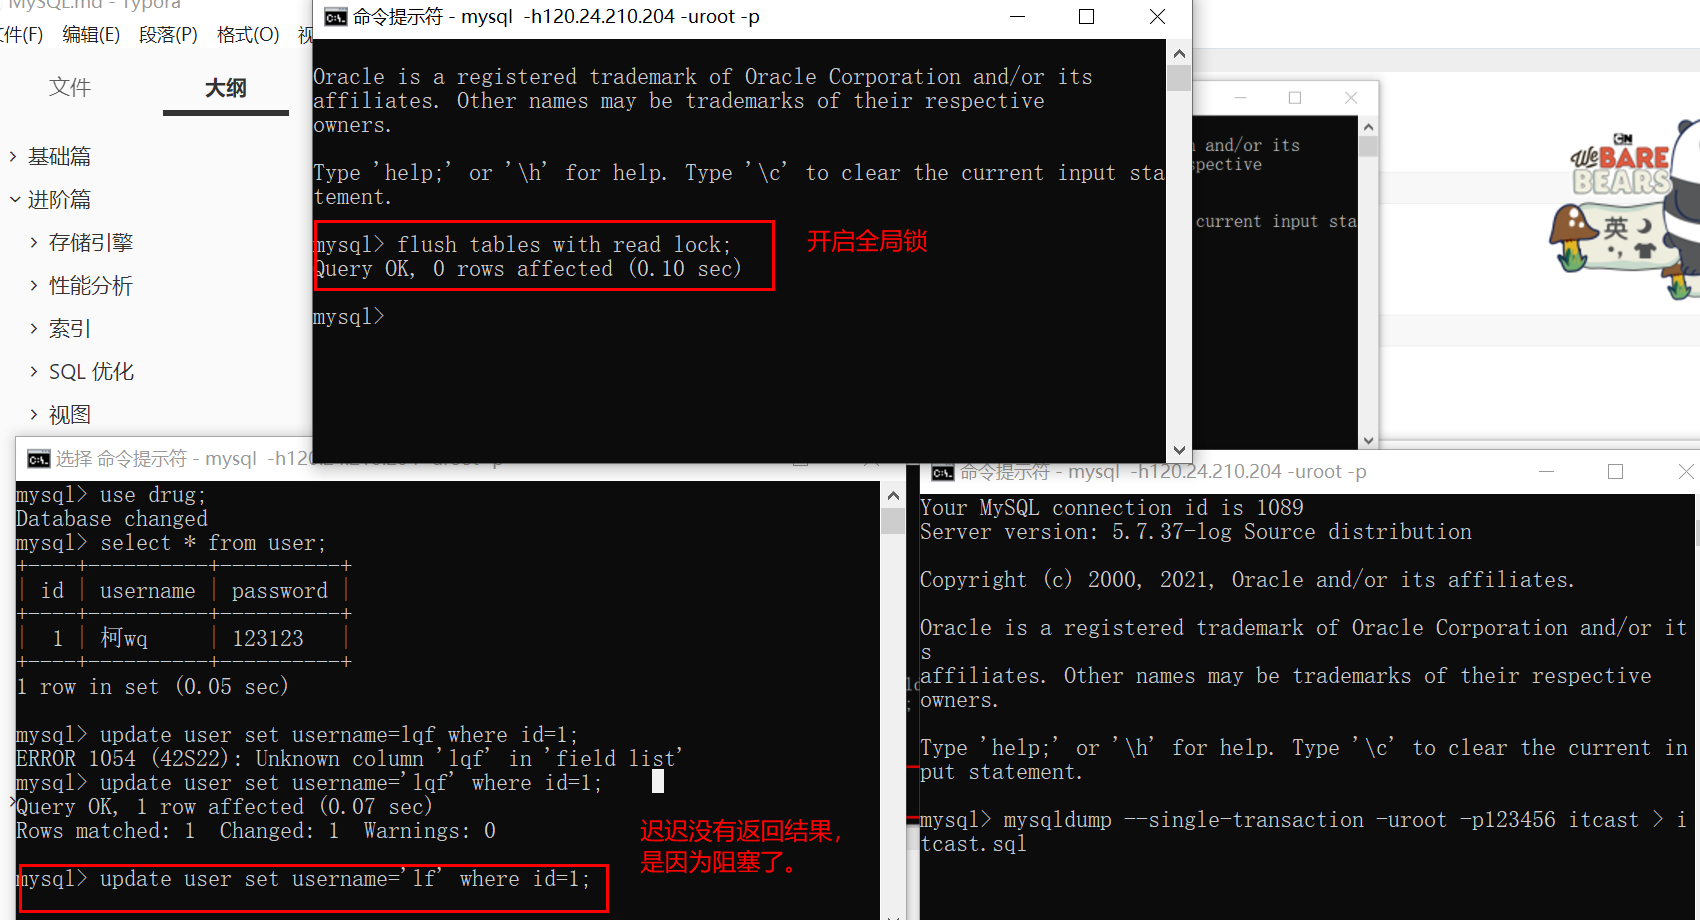 MySQL.md - Typora
文件(F) 编辑(E) 段落(P) 格式(O) 视
文件 大纲
基础篇
进阶篇
存储引擎
性能分析
索引
SQL 优化
视图
命令提示符 - mysql  -h120.24.210.204 -uroot -p
Oracle is a registered trademark of Oracle Corporation and/or its
affiliates. Other names may be trademarks of their respective
owners.
Type 'help;' or '\h' for help. Type '\c' to clear the current input sta
tement.
mysql> flush tables with read lock;
Query OK, 0 rows affected (0.10 sec)
开启全局锁
mysql>
and/or its
spective
current input sta
CN
We BARE
BEARS
英
选择 命令提示符 - mysql  -h120.24.210.204 -uroot -p
mysql> use drug;
Database changed
mysql> select * from user;
+----+----------+----------+
| id | username | password |
+----+----------+----------+
|  1 | 柯wq     | 123123   |
+----+----------+----------+
1 row in set (0.05 sec)
mysql> update user set username=lqf where id=1;
ERROR 1054 (42S22): Unknown column 'lqf' in 'field list'
mysql> update user set username='lqf' where id=1;
Query OK, 1 row affected (0.07 sec)
Rows matched: 1  Changed: 1  Warnings: 0
迟迟没有返回结果，
是因为阻塞了。
mysql> update user set username='lf' where id=1;
命令提示符 - mysql  -h120.24.210.204 -uroot -p
Your MySQL connection id is 1089
Server version: 5.7.37-log Source distribution
Copyright (c) 2000, 2021, Oracle and/or its affiliates.
Oracle is a registered trademark of Oracle Corporation and/or it
s
affiliates. Other names may be trademarks of their respective
owners.
Type 'help;' or '\h' for help. Type '\c' to clear the current in
put statement.
mysql> mysqldump --single-transaction -uroot -p123456 itcast > i
tcast.sql